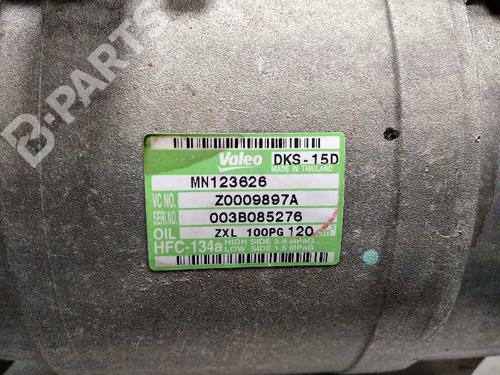 B-PARTS
Valeo DKS-15D
MADE IN THAILAND
MN123626
VC NO. Z0009897A
SERI.NO. 003B085276
OIL ZXL 100PG 120
HFC-134a HIGH SIDE 2.9 MPaG
LOW SIDE 1.5 MPaG